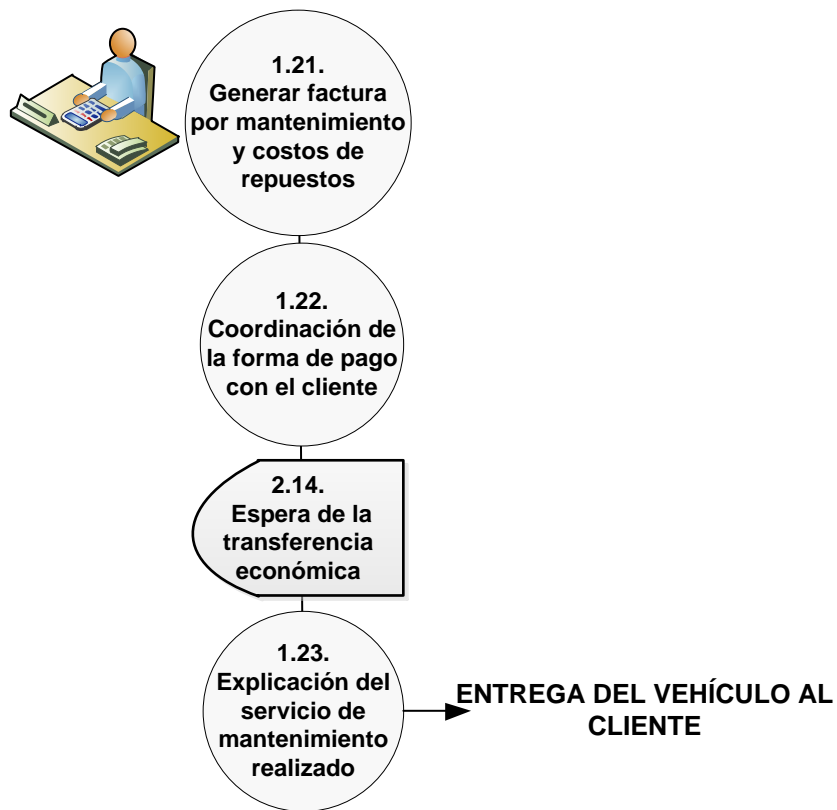 1.21.
Generar factura
por mantenimiento
y costos de
repuestos
1.22.
Coordinación de
la forma de pago
con el cliente
2.14.
Espera de la
transferencia
económica
1.23.
Explicación del
servicio de
mantenimiento
realizado
ENTREGA DEL VEHÍCULO AL
CLIENTE